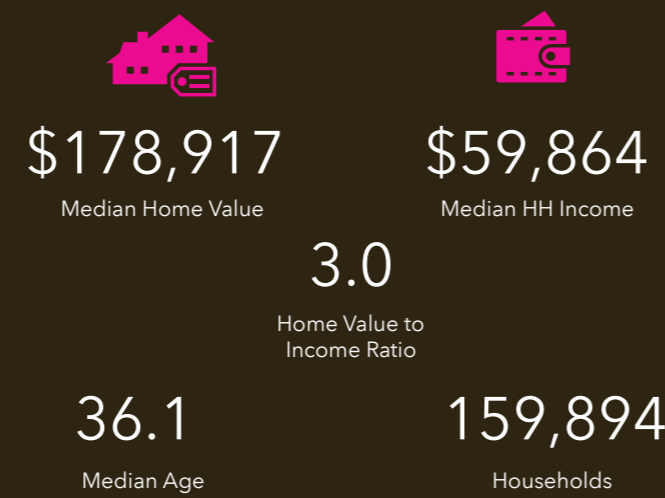 $178,917
Median Home Value
$59,864
Median HH Income
3.0
Home Value to
Income Ratio
36.1
Median Age
159,894
Households